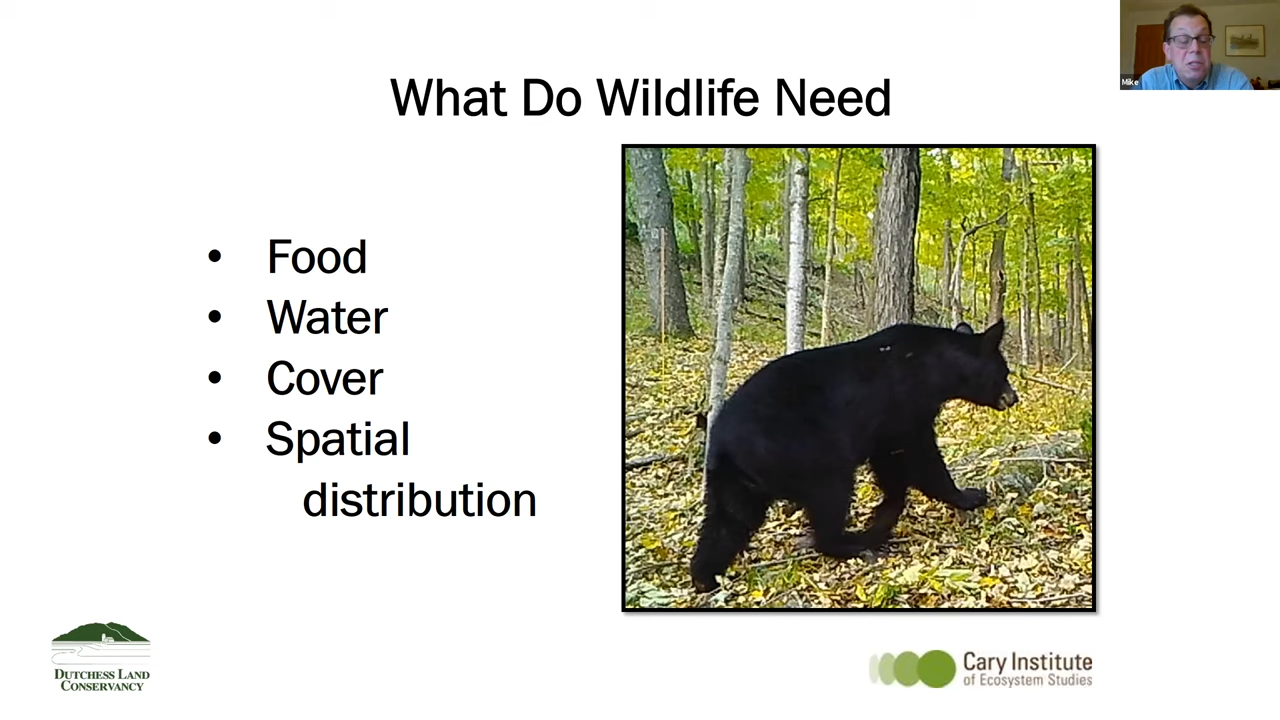 Mike
What Do Wildlife Need
• Food
• Water
• Cover
• Spatial
distribution
DUTCHESS LAND
CONSERVANCY
Cary Institute
of Ecosystem Studies